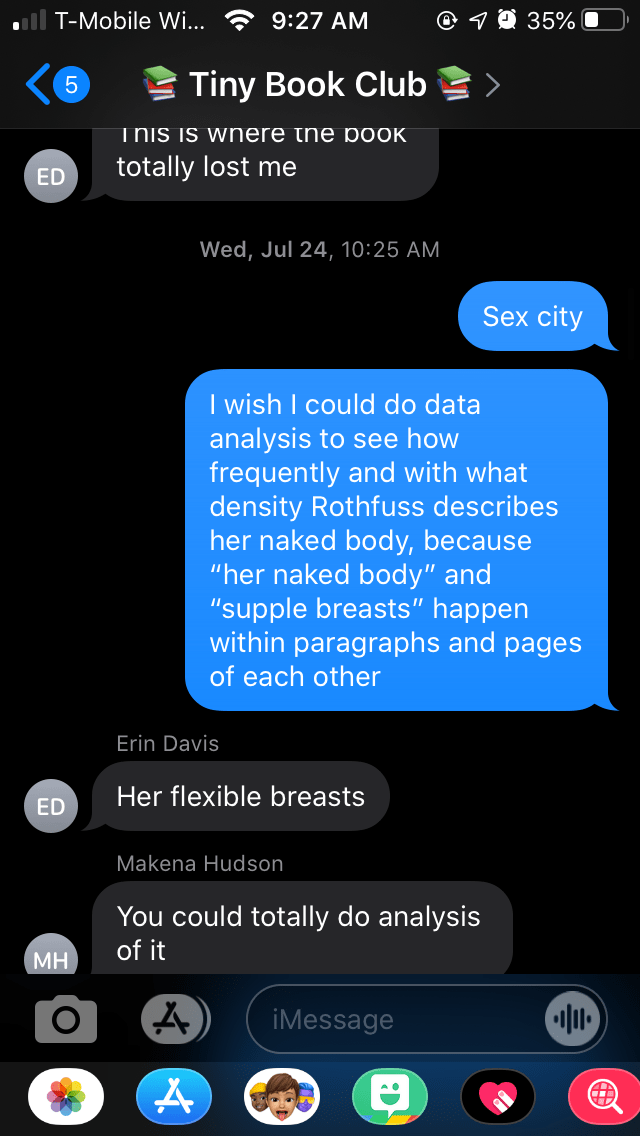 T-Mobile Wi... 9:27 AM 35%
5 📚 Tiny Book Club 📚
This is where the book
totally lost me
ED
Wed, Jul 24, 10:25 AM
Sex city
I wish I could do data
analysis to see how
frequently and with what
density Rothfuss describes
her naked body, because
“her naked body” and
“supple breasts” happen
within paragraphs and pages
of each other
Erin Davis
Her flexible breasts
ED
Makena Hudson
You could totally do analysis
of it
MH
iMessage